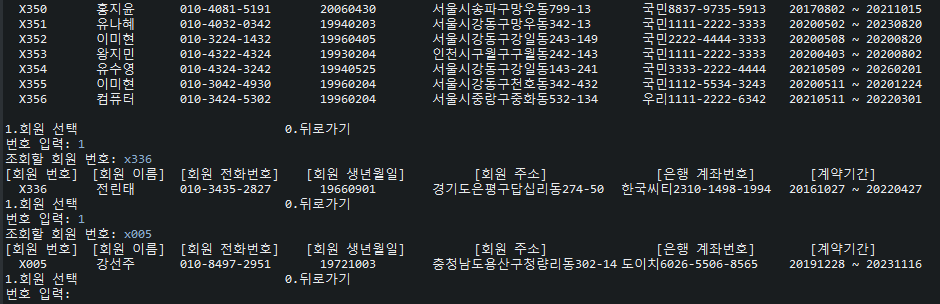 X350 홍지윤 010-4081-5191 20060430 서울시송파구망우동799-13 국민8837-9735-5913 20170802 ~ 20211015
X351 유나혜 010-4032-0342 19940203 서울시강동구망우동342-13 국민1111-2222-3333 20200502 ~ 20230820
X352 이미현 010-3224-1432 19960405 서울시강동구강일동243-149 국민2222-4444-3333 20200508 ~ 20200820
X353 왕지민 010-4322-4324 19930204 인천시구월구구월동242-143 국민1111-2222-3333 20200403 ~ 20200802
X354 유수영 010-4324-3242 19940525 서울시강동구강일동143-241 국민3333-2222-4444 20210509 ~ 20260201
X355 이미현 010-3042-4930 19960204 서울시강동구천호동342-432 국민1112-5534-3243 20200511 ~ 20201224
X356 컴퓨터 010-3424-5302 19960204 서울시중랑구중화동532-134 우리1111-2222-6342 20210511 ~ 20220301
1.회원 선택 0.뒤로가기
번호 입력: 1
조회할 회원 번호: x336
[회원 번호] [회원 이름] [회원 전화번호] [회원 생년월일] [회원 주소] [은행 계좌번호] [계약기간]
X336 전린태 010-3435-2827 19660901 경기도은평구답십리동274-50 한국씨티2310-1498-1994 20161027 ~ 20220427
1.회원 선택 0.뒤로가기
번호 입력: 1
조회할 회원 번호: x005
[회원 번호] [회원 이름] [회원 전화번호] [회원 생년월일] [회원 주소] [은행 계좌번호] [계약기간]
X005 강선주 010-8497-2951 19721003 충청남도용산구청량리동302-14 도이치6026-5506-8565 20191228 ~ 20231116
1.회원 선택 0.뒤로가기
번호 입력: